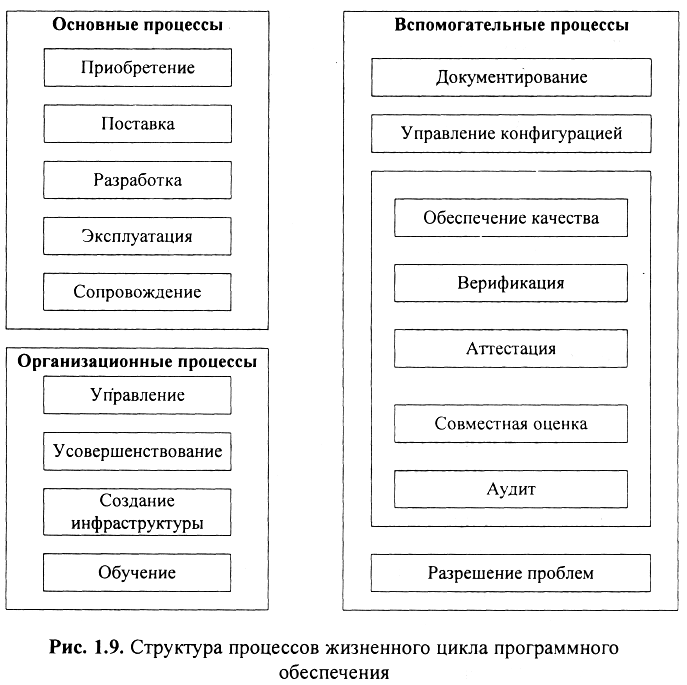 Основные процессы
Приобретение
Поставка
Разработка
Эксплуатация
Сопровождение
Организационные процессы
Управление
Усовершенствование
Создание
инфраструктуры
Обучение
Вспомогательные процессы
Документирование
Управление конфигурацией
Обеспечение качества
Верификация
Аттестация
Совместная оценка
Аудит
Разрешение проблем
Рис. 1.9. Структура процессов жизненного цикла программного
обеспечения